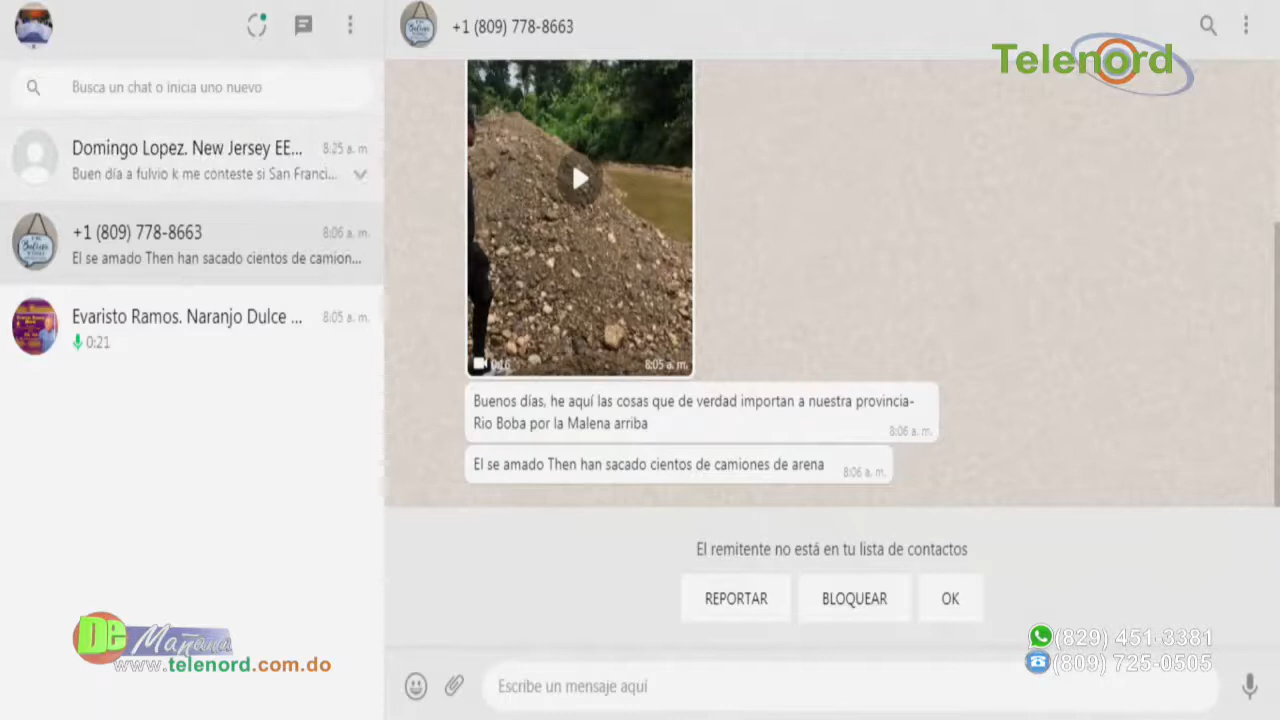 +1 (809) 778-8663
Telenord
Busca un chat o inicia uno nuevo
Domingo Lopez. New Jersey EE...
8:25 a. m.
Buen día a fulvio k me conteste si San Franci...
+1 (809) 778-8663
8:06 a. m.
El se amado Then han sacado cientos de camion...
Evaristo Ramos. Naranjo Dulce ...
8:05 a. m.
0:21
0:16
8:05 a. m.
Buenos días, he aquí las cosas que de verdad importan a nuestra provincia-
Rio Boba por la Malena arriba
8:06 a. m.
El se amado Then han sacado cientos de camiones de arena
8:06 a. m.
El remitente no está en tu lista de contactos
REPORTAR
BLOQUEAR
OK
De Mañana
www.telenord.com.do
(829) 451-3381
(809) 725-0505
Escribe un mensaje aquí